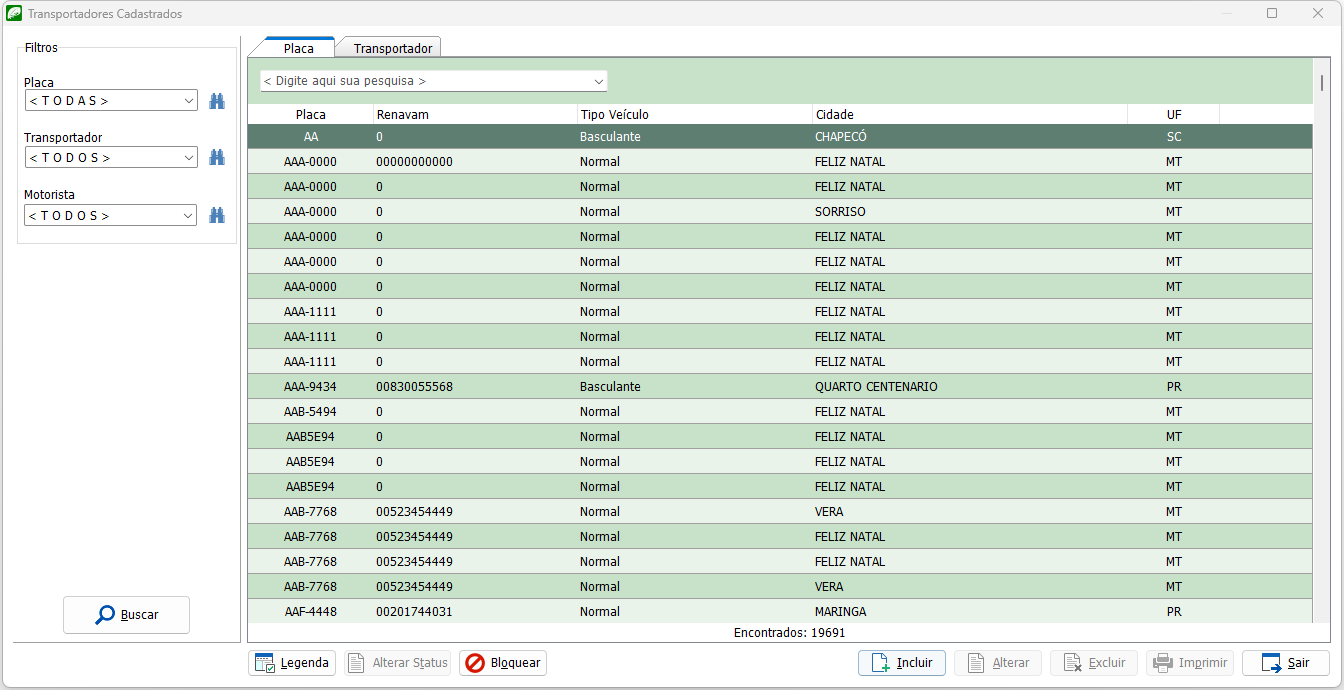 Transportadores Cadastrados
Filtros
Placa
< T O D A S >
Transportador
< T O D O S >
Motorista
< T O D O S >
Buscar
Placa Transportador
< Digite aqui sua pesquisa >
Placa Renavam Tipo Veículo Cidade UF
AA 0 Basculante CHAPECÓ SC
AAA-0000 00000000000 Normal FELIZ NATAL MT
AAA-0000 0 Normal FELIZ NATAL MT
AAA-0000 0 Normal SORRISO MT
AAA-0000 0 Normal FELIZ NATAL MT
AAA-0000 0 Normal FELIZ NATAL MT
AAA-0000 0 Normal FELIZ NATAL MT
AAA-1111 0 Normal FELIZ NATAL MT
AAA-1111 0 Normal FELIZ NATAL MT
AAA-1111 0 Normal FELIZ NATAL MT
AAA-9434 00830055568 Basculante QUARTO CENTENARIO PR
AAB-5494 0 Normal FELIZ NATAL MT
AAB5E94 0 Normal FELIZ NATAL MT
AAB5E94 0 Normal FELIZ NATAL MT
AAB5E94 0 Normal FELIZ NATAL MT
AAB-7768 00523454449 Normal VERA MT
AAB-7768 00523454449 Normal FELIZ NATAL MT
AAB-7768 00523454449 Normal FELIZ NATAL MT
AAB-7768 00523454449 Normal VERA MT
AAF-4448 00201744031 Normal MARINGA PR
Encontrados: 19691
Legenda Alterar Status Bloquear Incluir Alterar Excluir Imprimir Sair